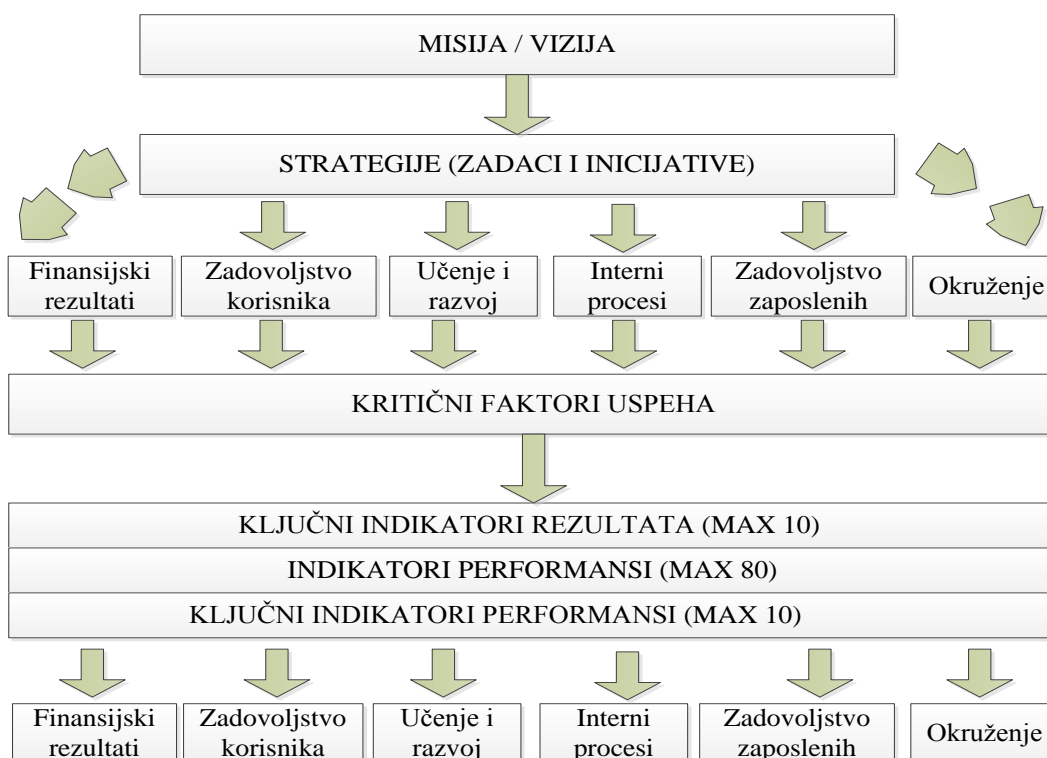 MISIJA / VIZIJA
STRATEGIJE (ZADACI I INICIJATIVE)
Finansijski
rezultati
Zadovoljstvo
korisnika
Učenje i
razvoj
Interni
procesi
Zadovoljstvo
zaposlenih
Okruženje
KRITIČNI FAKTORI USPEHA
KLJUČNI INDIKATORI REZULTATA (MAX 10)
INDIKATORI PERFORMANSI (MAX 80)
KLJUČNI INDIKATORI PERFORMANSI (MAX 10)
Finansijski
rezultati
Zadovoljstvo
korisnika
Učenje i
razvoj
Interni
procesi
Zadovoljstvo
zaposlenih
Okruženje